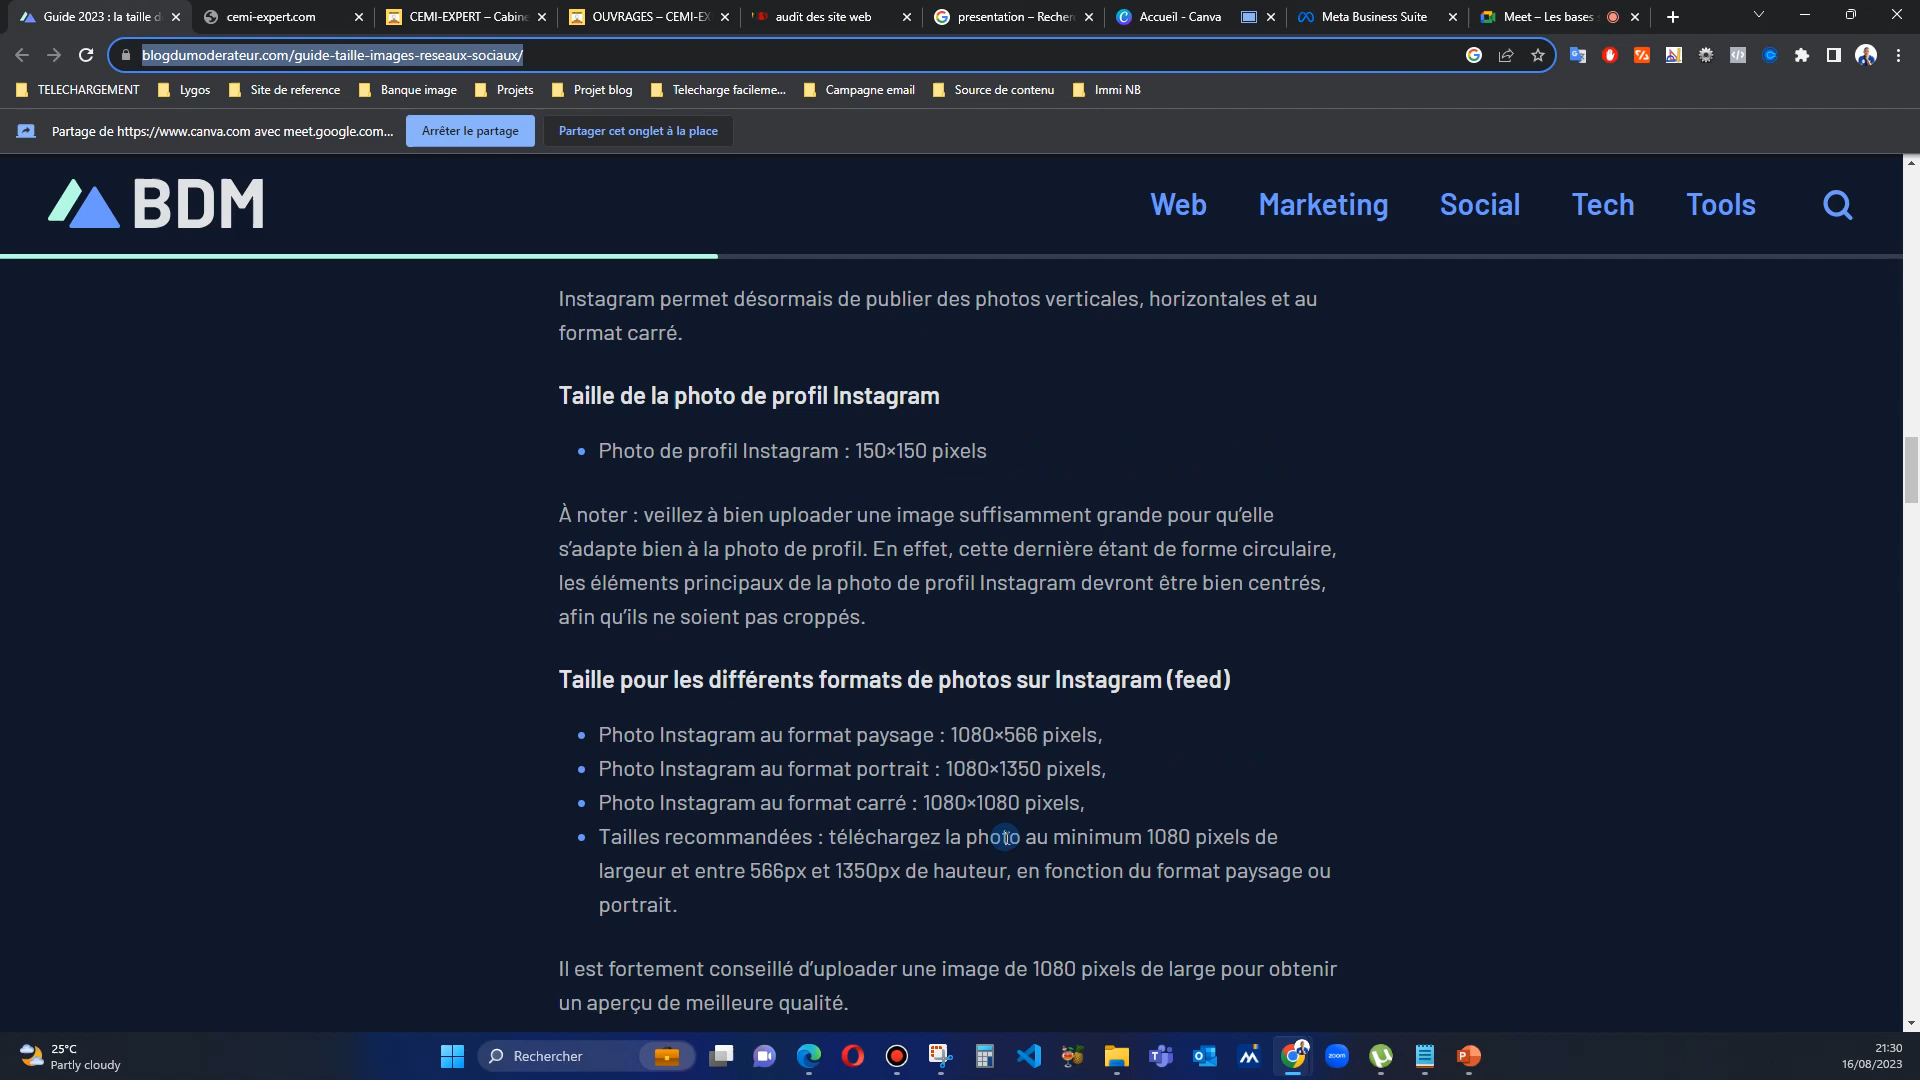 Guide 2023 : la taille d
cemi-expert.com
CEMI-EXPERT – Cabine
OUVRAGES – CEMI-EX
audit des site web
presentation – Recher
Accueil - Canva
Meta Business Suite
Meet – Les bases
blogdumoderateur.com/guide-taille-images-reseaux-sociaux/
TELECHARGEMENT
Lygos
Site de reference
Banque image
Projets
Projet blog
Telecharge facileme...
Campagne email
Source de contenu
Immi NB
Partage de https://www.canva.com avec meet.google.com...
Arrêter le partage
Partager cet onglet à la place
BDM
Web
Marketing
Social
Tech
Tools
Instagram permet désormais de publier des photos verticales, horizontales et au
format carré.
Taille de la photo de profil Instagram
Photo de profil Instagram : 150×150 pixels
À noter : veillez à bien uploader une image suffisamment grande pour qu’elle
s’adapte bien à la photo de profil. En effet, cette dernière étant de forme circulaire,
les éléments principaux de la photo de profil Instagram devront être bien centrés,
afin qu’ils ne soient pas croppés.
Taille pour les différents formats de photos sur Instagram (feed)
Photo Instagram au format paysage : 1080×566 pixels,
Photo Instagram au format portrait : 1080×1350 pixels,
Photo Instagram au format carré : 1080×1080 pixels,
Tailles recommandées : téléchargez la photo au minimum 1080 pixels de
largeur et entre 566px et 1350px de hauteur, en fonction du format paysage ou
portrait.
Il est fortement conseillé d’uploader une image de 1080 pixels de large pour obtenir
un aperçu de meilleure qualité.
25°C
Partly cloudy
Rechercher
zoom
21:30
16/08/2023